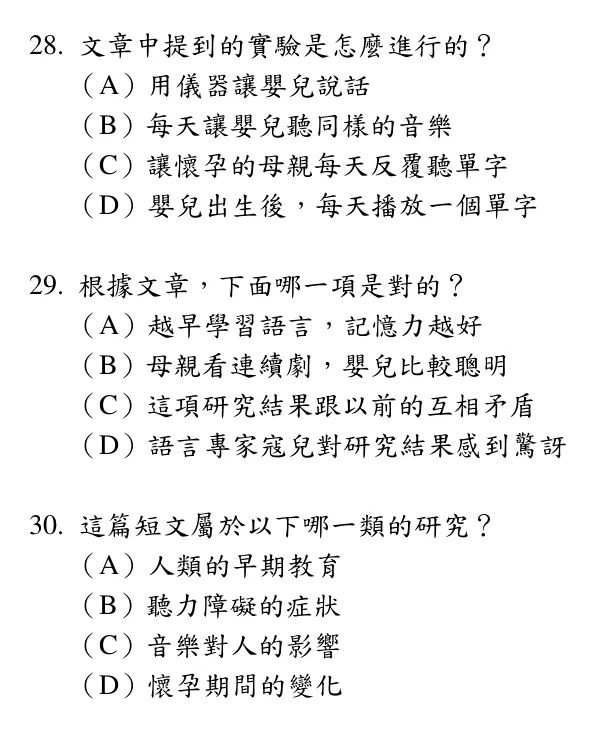 28. 文章中提到的實驗是怎麼進行的？
（A）用儀器讓嬰兒說話
（B）每天讓嬰兒聽同樣的音樂
（C）讓懷孕的母親每天反覆聽單字
（D）嬰兒出生後，每天播放一個單字
29. 根據文章，下面哪一項是對的？
（A）越早學習語言，記憶力越好
（B）母親看連續劇，嬰兒比較聰明
（C）這項研究結果跟以前的互相矛盾
（D）語言專家寇兒對研究結果感到驚訝
30. 這篇短文屬於以下哪一類的研究？
（A）人類的早期教育
（B）聽力障礙的症狀
（C）音樂對人的影響
（D）懷孕期間的變化